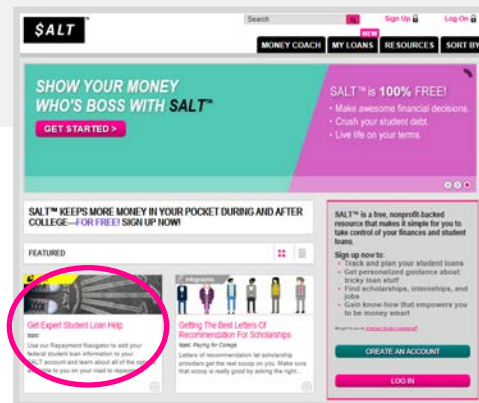 $ALT™
Search
Sign Up
Log On
NEW
MONEY COACH
MY LOANS
RESOURCES
SORT BY
SHOW YOUR MONEY
WHO'S BOSS WITH SALT™
GET STARTED >
SALT™ is 100% FREE!
• Make awesome financial decisions.
• Crush your student debt.
• Live life on your terms.
SALT™ KEEPS MORE MONEY IN YOUR POCKET DURING AND AFTER
COLLEGE—FOR FREE! SIGN UP NOW!
FEATURED
Get Expert Student Loan Help
Use our Repayment Navigator to add your
federal student loan information to your
SALT account and learn about all of the
available to you on your road to
Infographic
Getting The Best Letters Of
Recommendation For Scholarships
topic: Paying for College
Letters of recommendation let scholarship
providers get the real scoop on you. Make sure
that scoop is really good by asking the right...
SALT™ is a free, nonprofit-backed
resource that makes it simple for you to
take control of your finances and student
loans.
Sign up now to:
• Track and plan your student loans
• Get personalized guidance about
tricky loan stuff
• Find scholarships, internships, and
jobs
• Gain know-how that empowers you
to be money smart
CREATE AN ACCOUNT
LOG IN